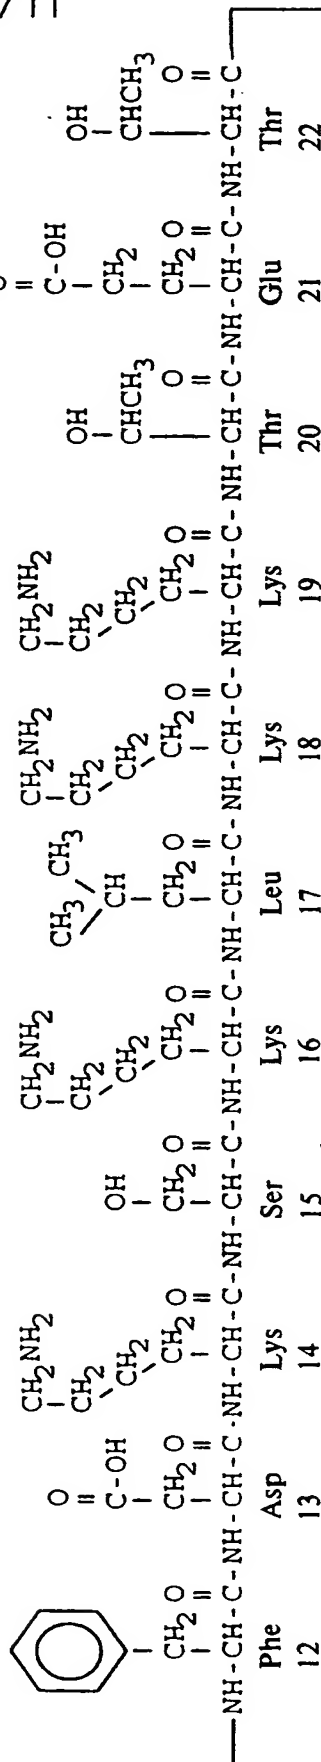 CH2NH2 CH2NH2 CH2NH2 CH2NH2
O CH3 CH3 C-OH
CH2 CH2 CH2 CH2 OH OH
C-OH OH CH CH2
CH2 CH2 CH2 CH2 CHCH3 CHCH3
CH2 O CH2 O CH2 O CH2 O CH2 O CH2 O CH2 O CH2 O O CH2 O O
-NH-CH-C-NH-CH-C-NH-CH-C-NH-CH-C-NH-CH-C-NH-CH-C-NH-CH-C-NH-CH-C-NH-CH-C-NH-CH-C-NH-CH-C
Phe Asp Lys Ser Lys Leu Lys Lys Thr Glu Thr
12 13 14 15 16 17 18 19 20 21 22